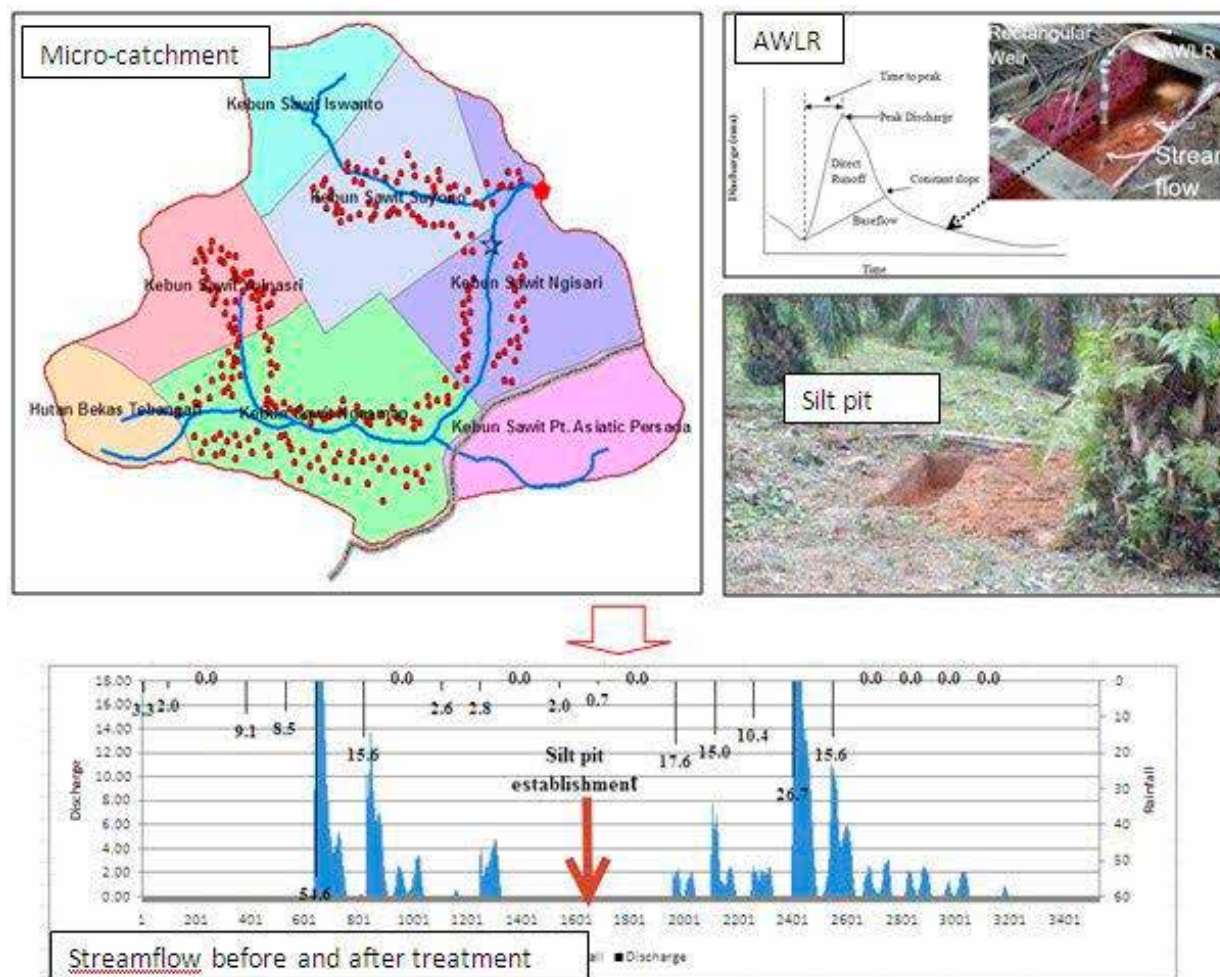 Micro-catchment
Kebun Sawit Iswanto
Kebun Sawit Suyono
Kebun Sawit
Kebun Sawit Ngisari
Hutan Bekas Tebangan
Kebun Sawit
Kebun Sawit Pt. Asiatic Persada
AWLR
Time to peak
Peak Discharge
Discharge (cms)
Direct
Runoff
Constant slope
Baseflow
Time
Rectangular
Weir
AWLR
Stream
flow
Silt pit
18.00
16.00
14.00
12.00
10.00
8.00
6.00
4.00
2.00
0.00
Discharge
3.3
2.0
0.0
9.1
8.5
54.6
15.6
0.0
2.6
2.8
0.0
2.0
0.7
0.0
17.6
15.0
10.4
26.7
15.6
0.0
0.0
0.0
0.0
Silt pit
establishment
0
10
20
30
40
50
60
Rainfall
1
201
401
601
801
1001
1201
1401
1601
1801
2001
2201
2401
2601
2801
3001
3201
3401
Streamflow before and after treatment
all
Discharge